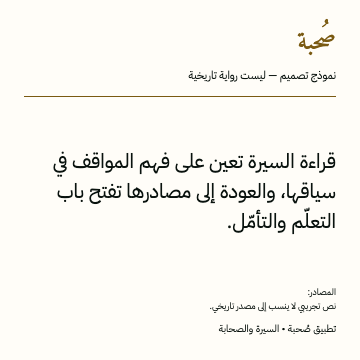 صُحبة
نموذج تصميم — ليست رواية تاريخية
قراءة السيرة تعين على فهم المواقف في
سياقها، والعودة إلى مصادرها تفتح باب
التعلّم والتأمّل.
المصادر:
نص تجريبي لا ينسب إلى مصدر تاريخي.
تطبيق صُحبة • السيرة والصحابة